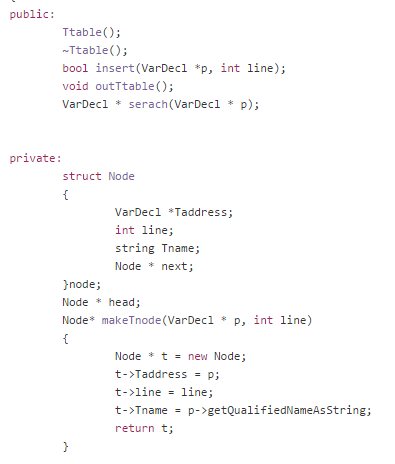 public:
Ttable();
~Ttable();
bool insert(VarDecl *p, int line);
void outTtable();
VarDecl * serach(VarDecl * p);
private:
struct Node
{
VarDecl *Taddress;
int line;
string Tname;
Node * next;
}node;
Node * head;
Node* makeTnode(VarDecl * p, int line)
{
Node * t = new Node;
t->Taddress = p;
t->line = line;
t->Tname = p->getQualifiedNameAsString;
return t;
}